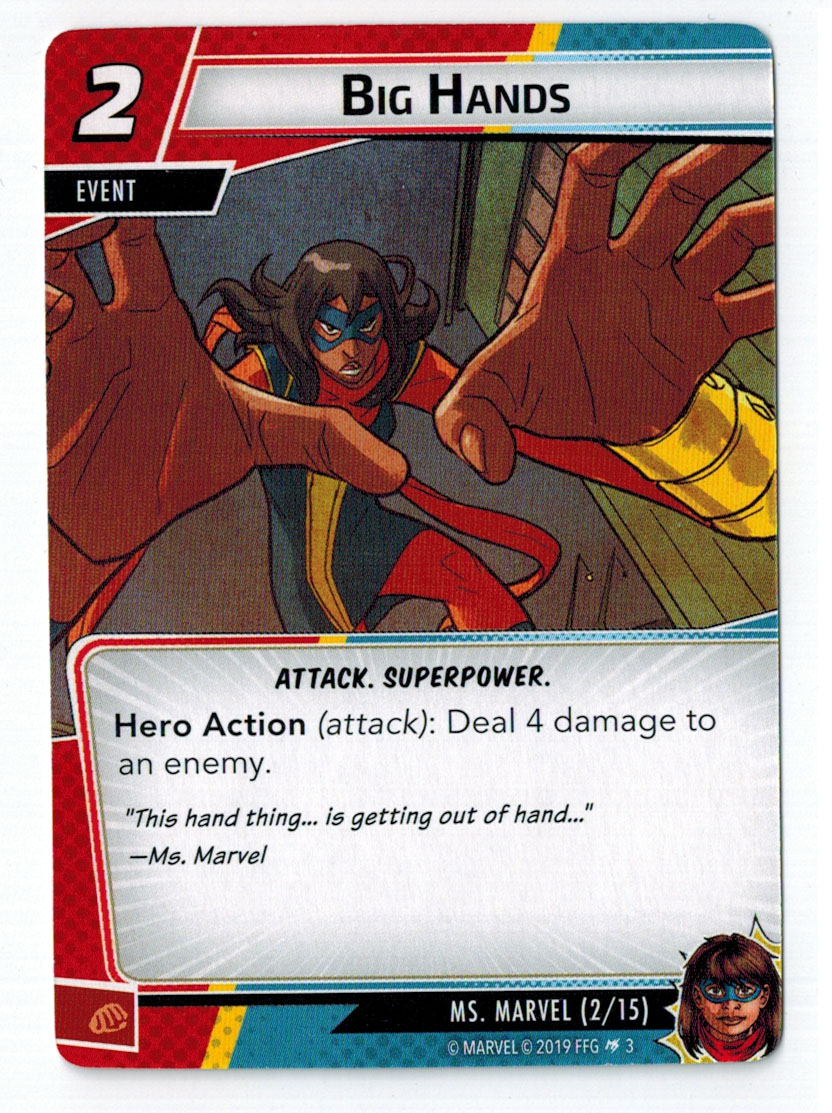 2
Big Hands
EVENT
ATTACK. SUPERPOWER.
Hero Action (attack): Deal 4 damage to
an enemy.
"This hand thing... is getting out of hand..."
—Ms. Marvel
MS. MARVEL (2/15)
© MARVEL © 2019 FFG 3